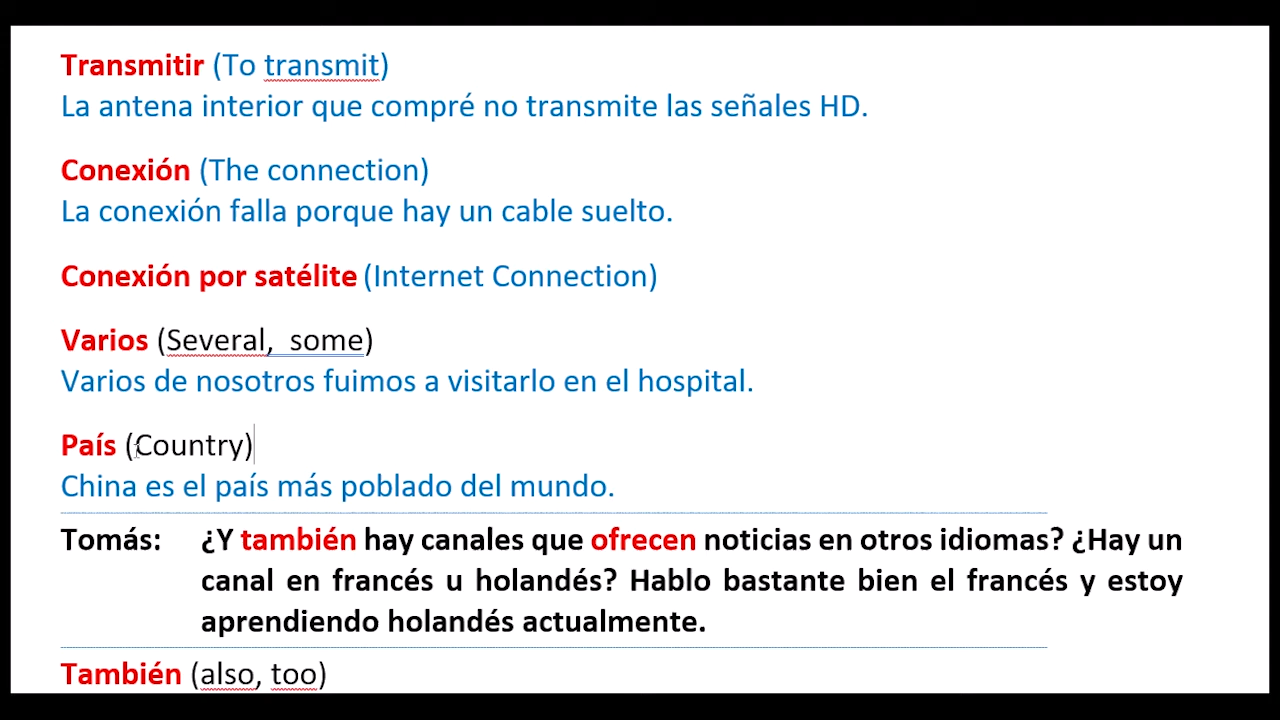 Transmitir (To transmit)
La antena interior que compré no transmite las señales HD.
Conexión (The connection)
La conexión falla porque hay un cable suelto.
Conexión por satélite (Internet Connection)
Varios (Several,  some)
Varios de nosotros fuimos a visitarlo en el hospital.
País (Country)
China es el país más poblado del mundo.
Tomás: ¿Y también hay canales que ofrecen noticias en otros idiomas? ¿Hay un
canal en francés u holandés? Hablo bastante bien el francés y estoy
aprendiendo holandés actualmente.
También (also, too)